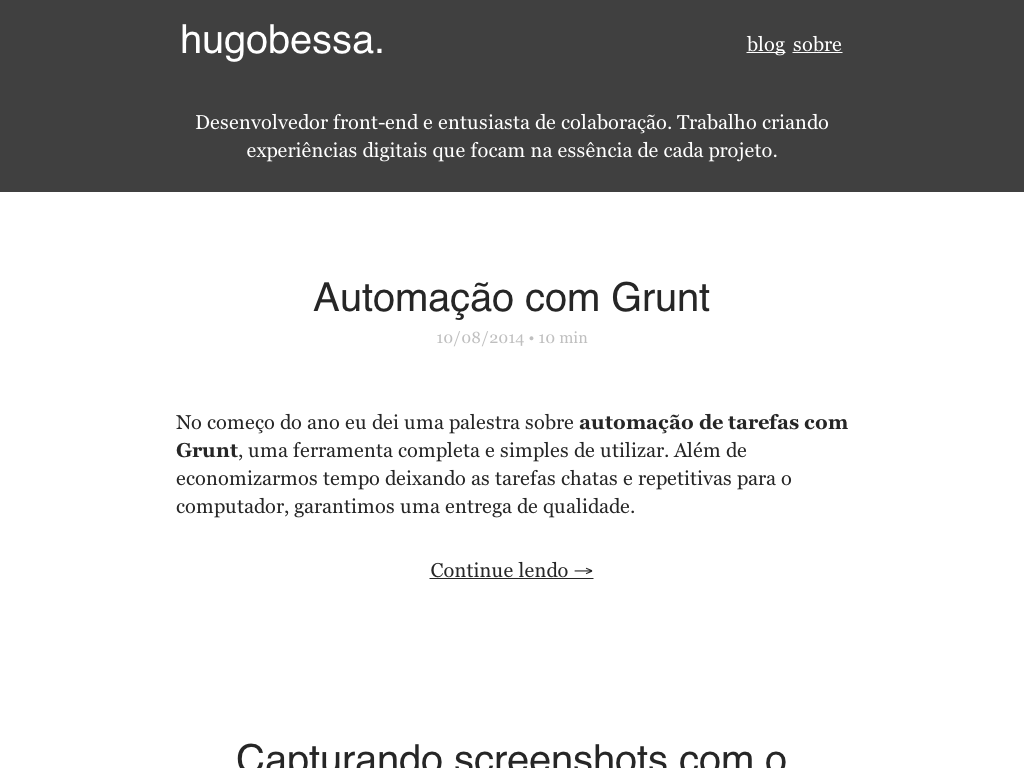 hugobessa.
blog sobre
Desenvolvedor front-end e entusiasta de colaboração. Trabalho criando
experiências digitais que focam na essência de cada projeto.
Automação com Grunt
10/08/2014 • 10 min
No começo do ano eu dei uma palestra sobre automação de tarefas com
Grunt, uma ferramenta completa e simples de utilizar. Além de
economizarmos tempo deixando as tarefas chatas e repetitivas para o
computador, garantimos uma entrega de qualidade.
Continue lendo →
Capturando screenshots com o